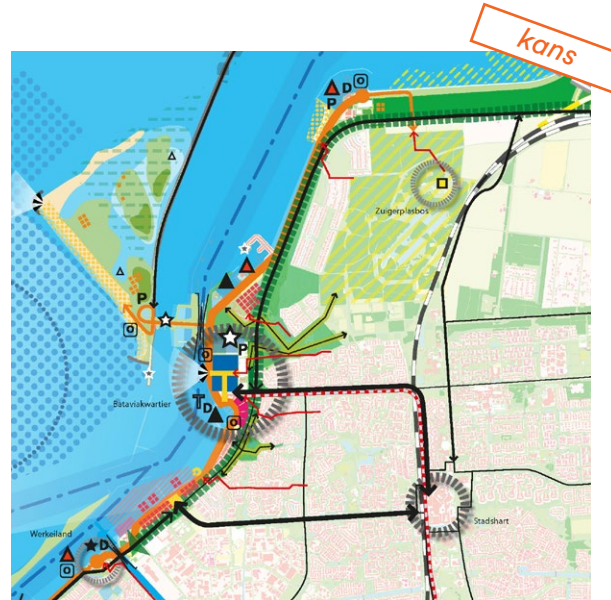 kans
D
P
Zuigerplasbos
P
P
Bataviakwartier
T
D
Werkeiland
D
Stadshart